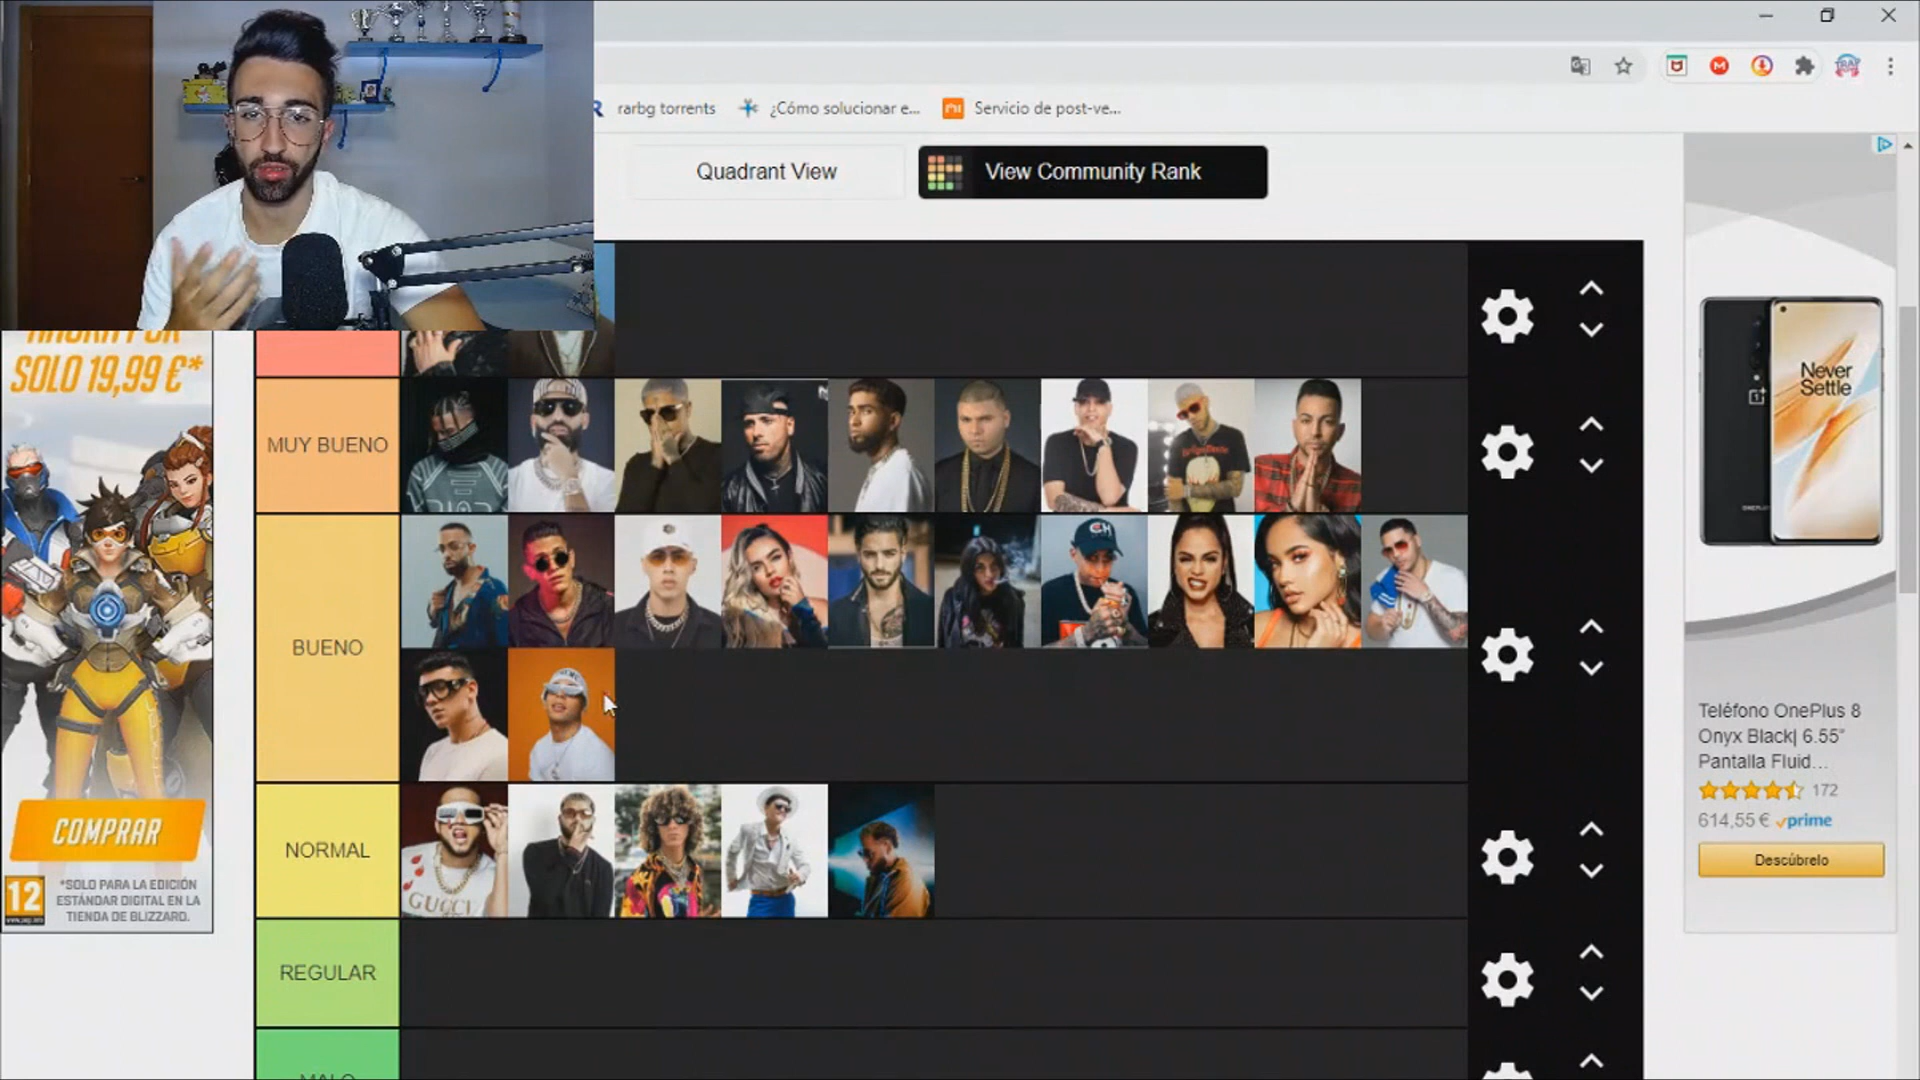 rarbg torrents
¿Cómo solucionar e...
Servicio de post-ve...
Quadrant View
View Community Rank
SOLO 19,99 €*
COMPRAR
12
*SOLO PARA LA EDICIÓN
ESTÁNDAR DIGITAL EN LA
TIENDA DE BLIZZARD.
MUY BUENO
BUENO
NORMAL
GUCCI
REGULAR
MALO
Never
Settle
Teléfono OnePlus 8
Onyx Black| 6.55"
Pantalla Fluid...
172
614,55 € prime
Descúbrelo